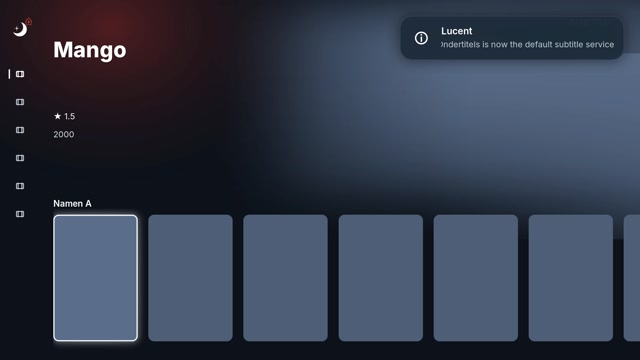 Mango
Lucent
Ondertitels is now the default subtitle service
★ 1.5
2000
Namen A